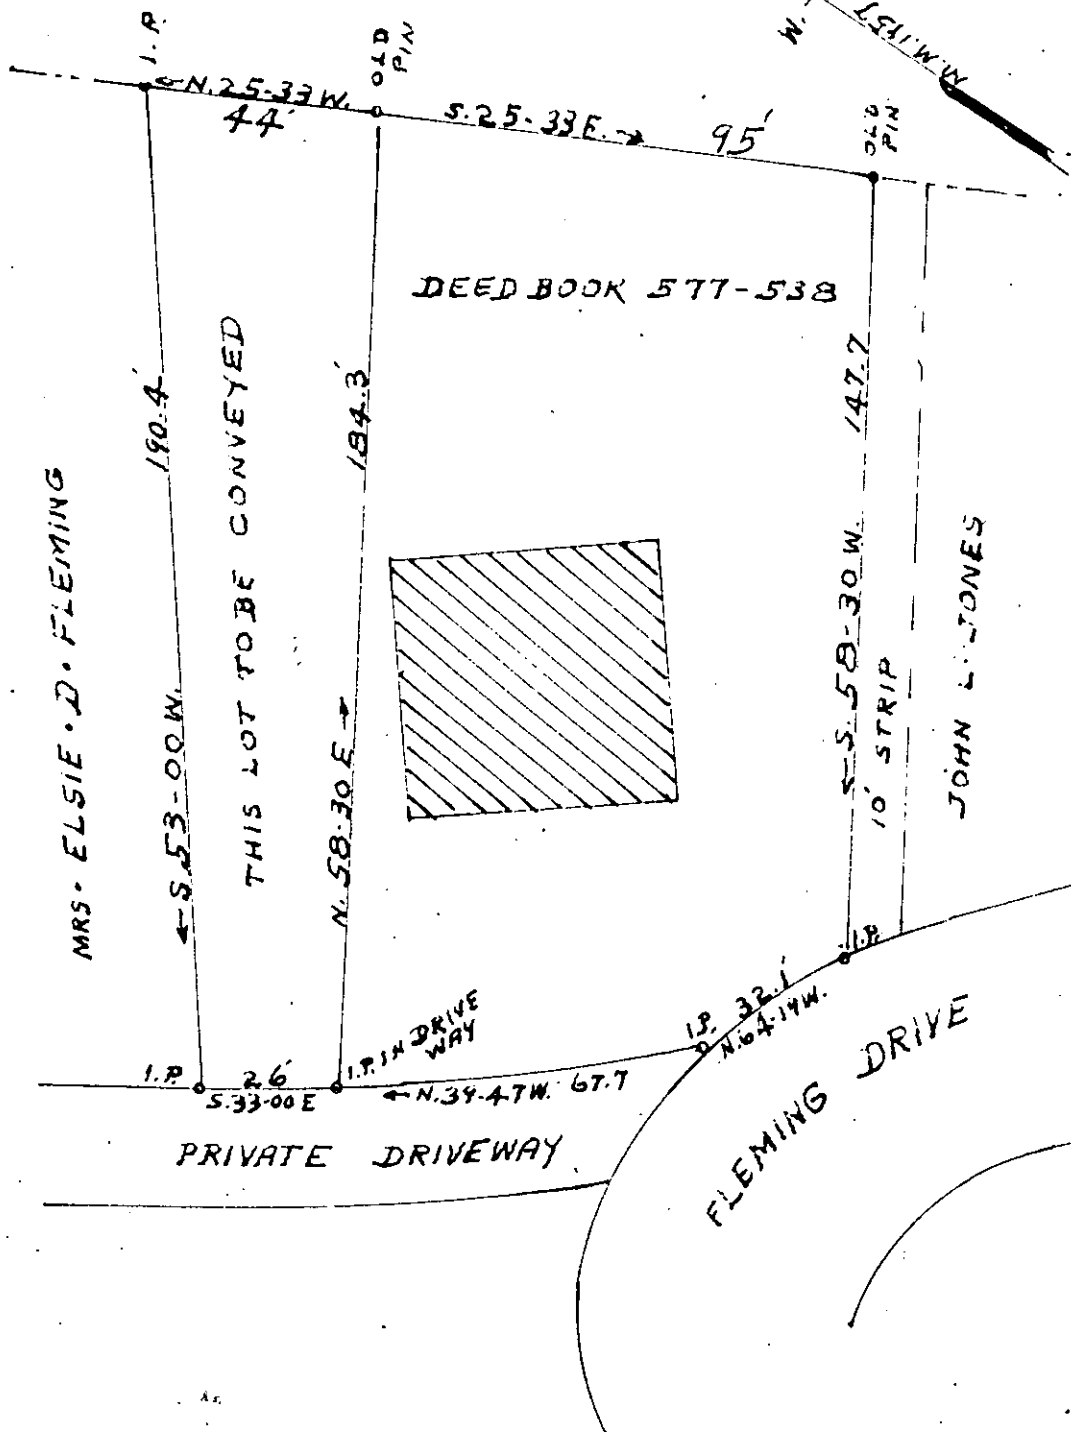 I.P.
OLD
PIN
W.
N.M. 1957
←N.25-33W.
44'
S.25-33E.→
95'
OLD
PIN
DEED BOOK 577-538
190.4'
184.3'
147.7
THIS LOT TO BE CONVEYED
MRS. ELSIE. D. FLEMING
←S.53-00W.
N.58-30E→
←S.58-30W.
10' STRIP
JOHN L. JONES
I.P.
I.P.
26'
S.33-00E
I.P. IN DRIVE
WAY
←N.39-47W. 67.7
I.P.
32.1'
N.64-14W.
PRIVATE DRIVEWAY
FLEMING DRIVE